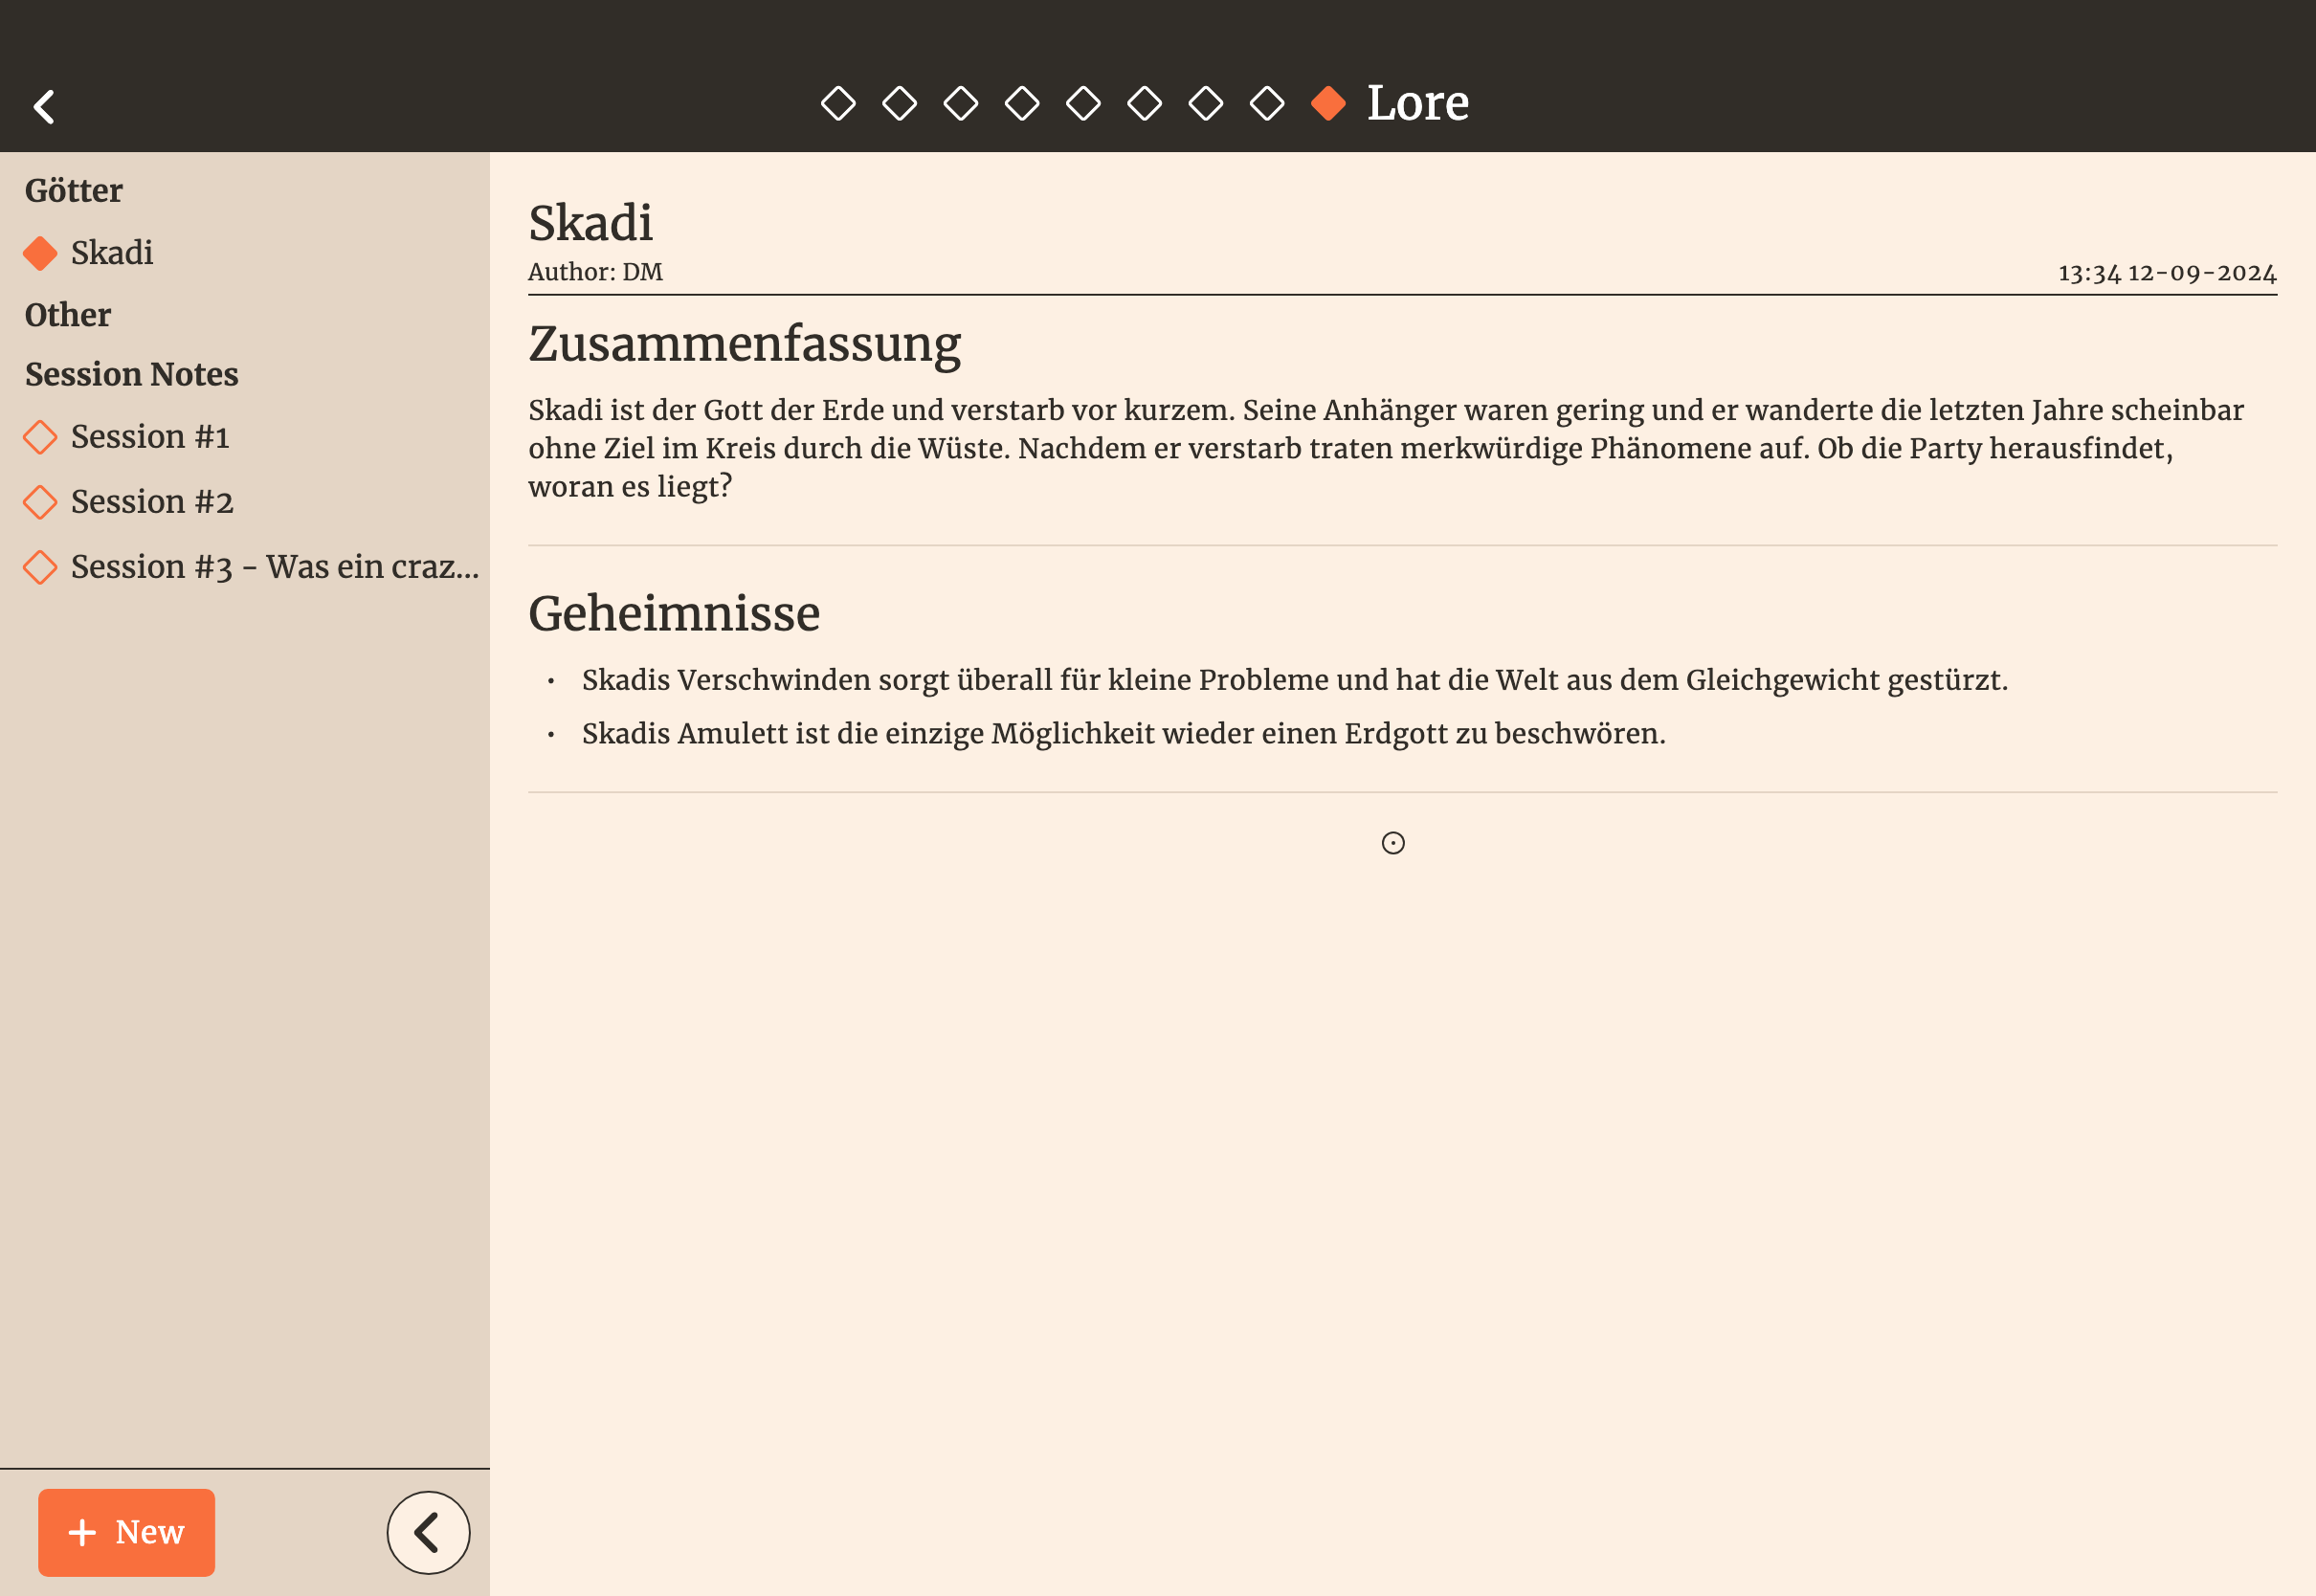 Lore
Götter
Skadi
Other
Session Notes
Session #1
Session #2
Session #3 - Was ein craz...
+ New
Skadi
Author: DM
13:34 12-09-2024
Zusammenfassung
Skadi ist der Gott der Erde und verstarb vor kurzem. Seine Anhänger waren gering und er wanderte die letzten Jahre scheinbar
ohne Ziel im Kreis durch die Wüste. Nachdem er verstarb traten merkwürdige Phänomene auf. Ob die Party herausfindet,
woran es liegt?
Geheimnisse
• Skadis Verschwinden sorgt überall für kleine Probleme und hat die Welt aus dem Gleichgewicht gestürzt.
• Skadis Amulett ist die einzige Möglichkeit wieder einen Erdgott zu beschwören.